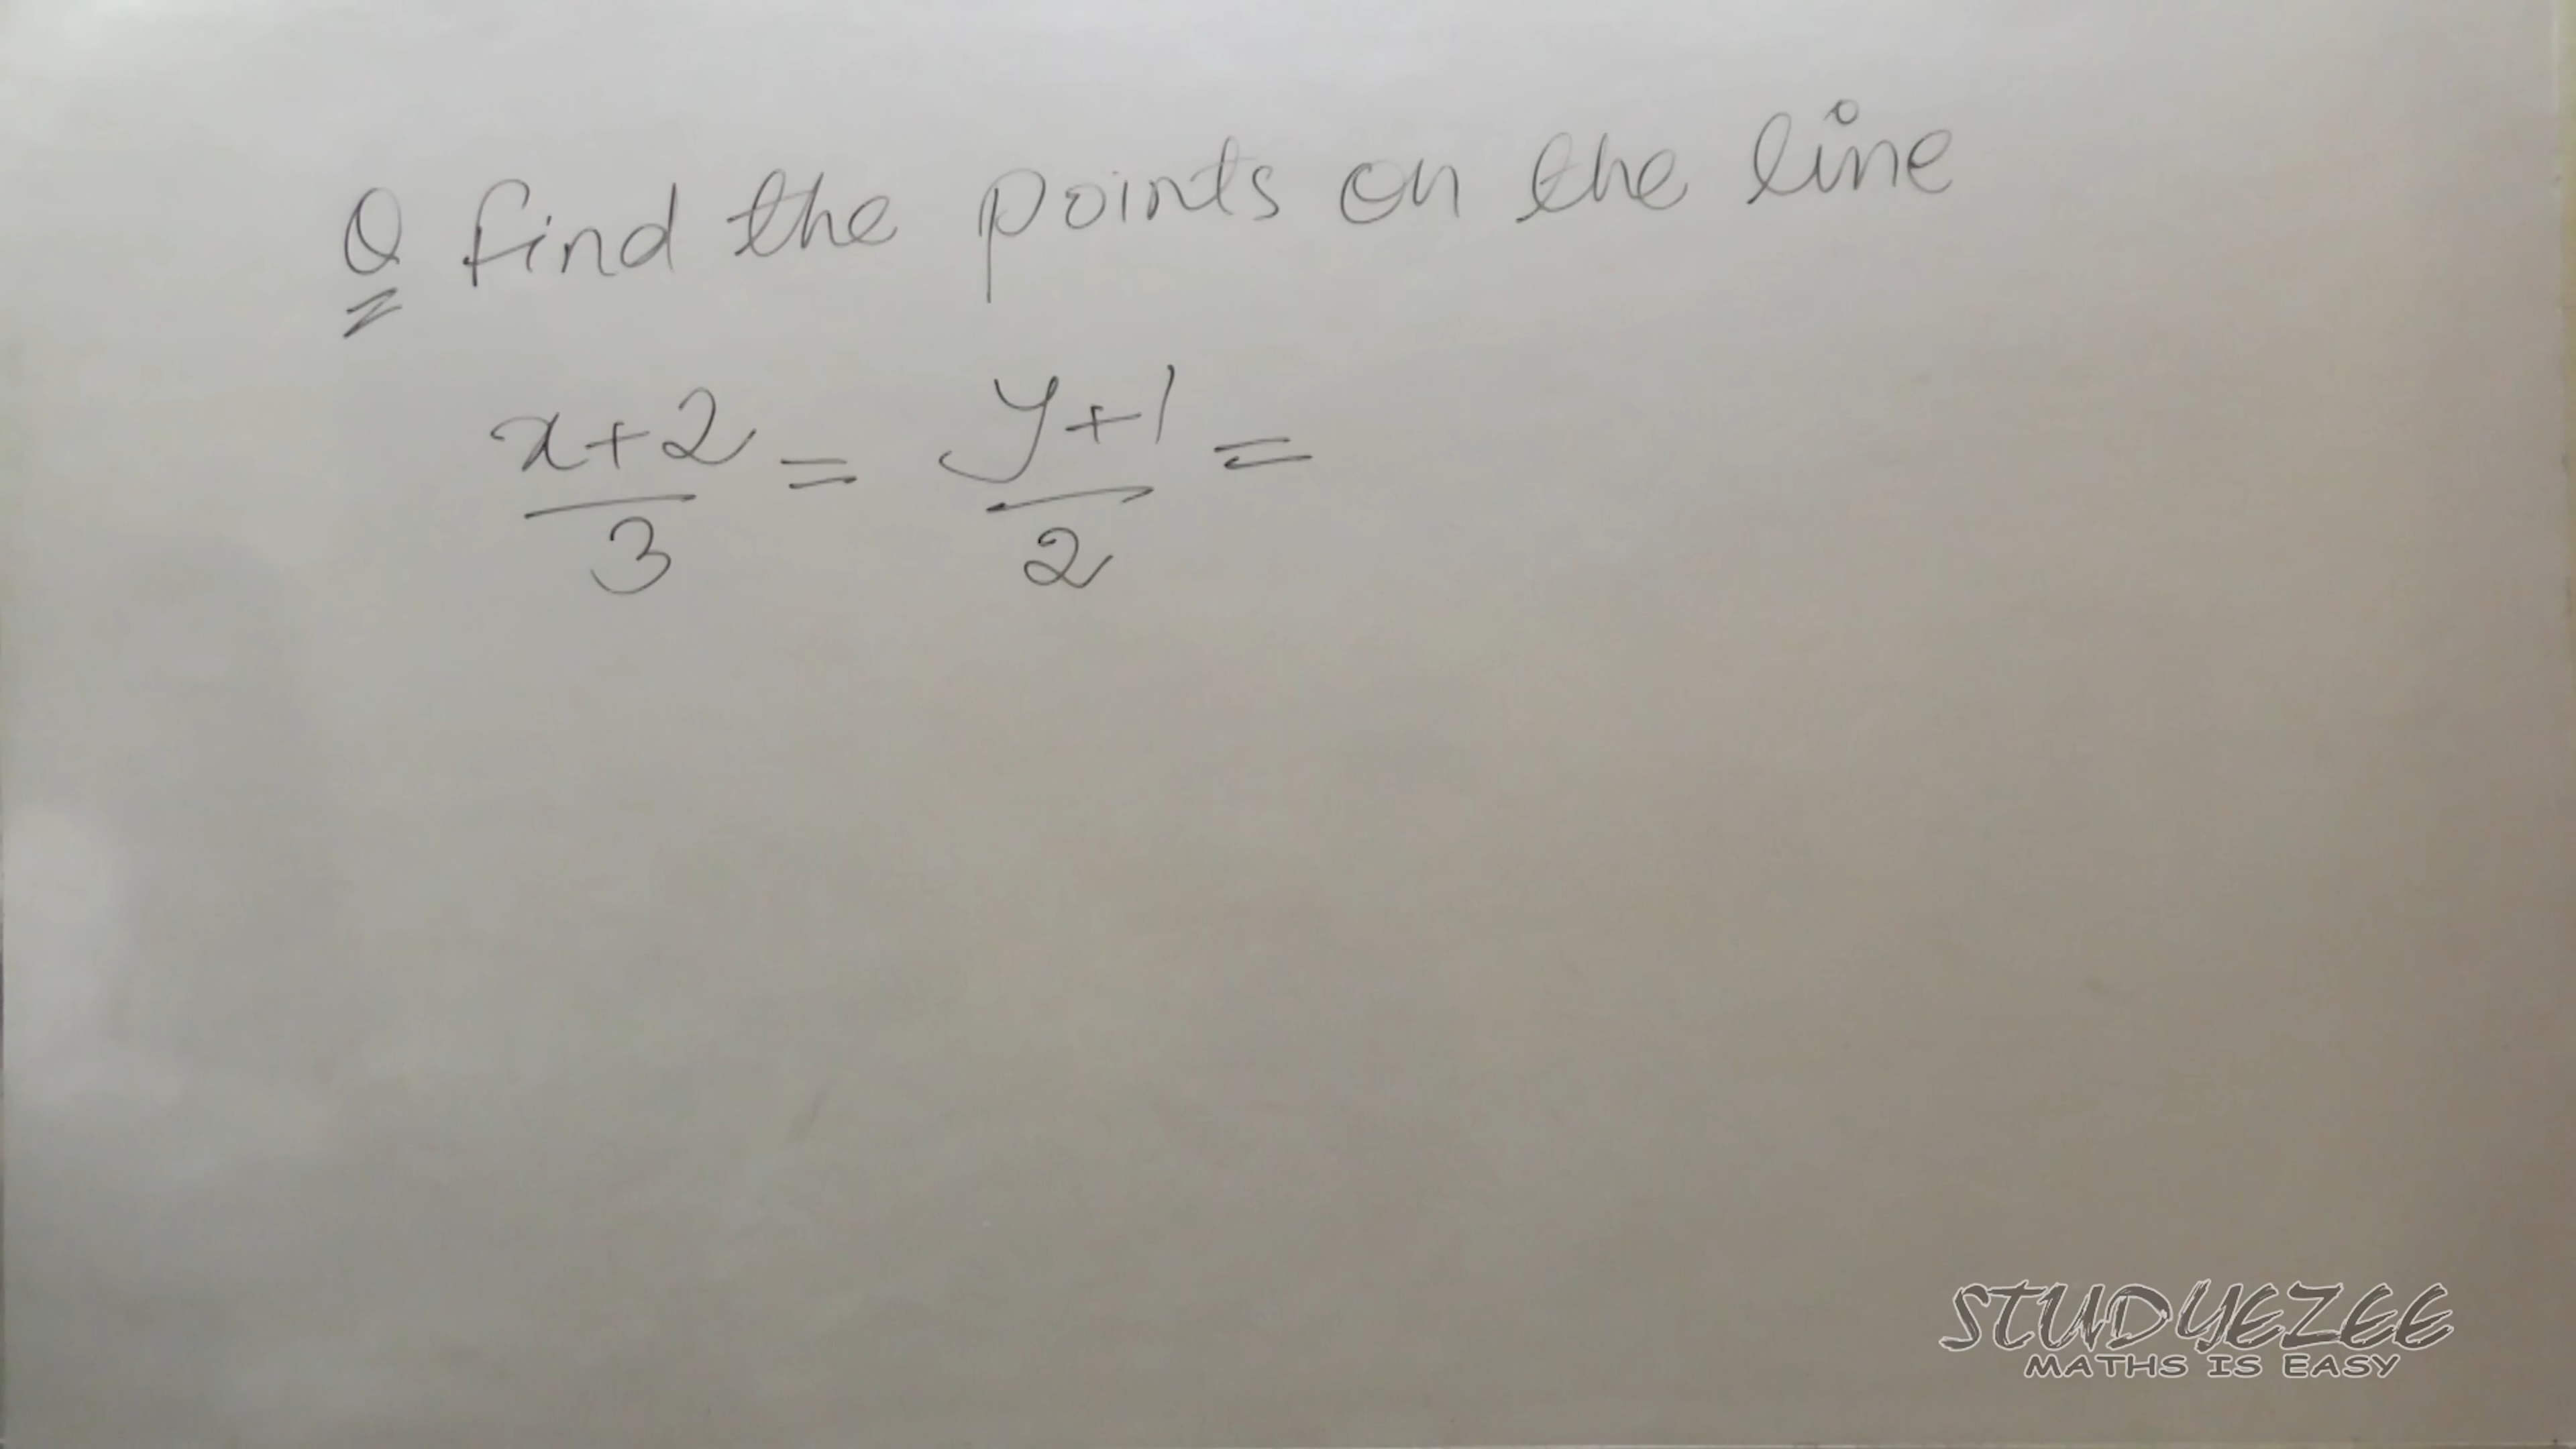 Q find the points on the line
x+2/3 = y+1/2 =
STUDYEZEE
MATHS IS EASY